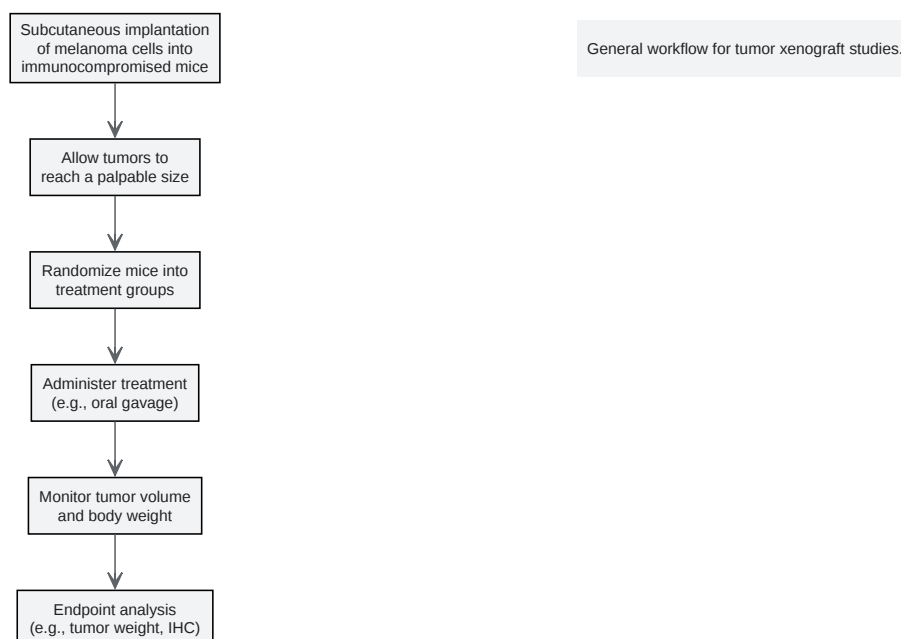 Subcutaneous implantation
of melanoma cells into
immunocompromised mice
General workflow for tumor xenograft studies.
Allow tumors to
reach a palpable size
Randomize mice into
treatment groups
Administer treatment
(e.g., oral gavage)
Monitor tumor volume
and body weight
Endpoint analysis
(e.g., tumor weight, IHC)